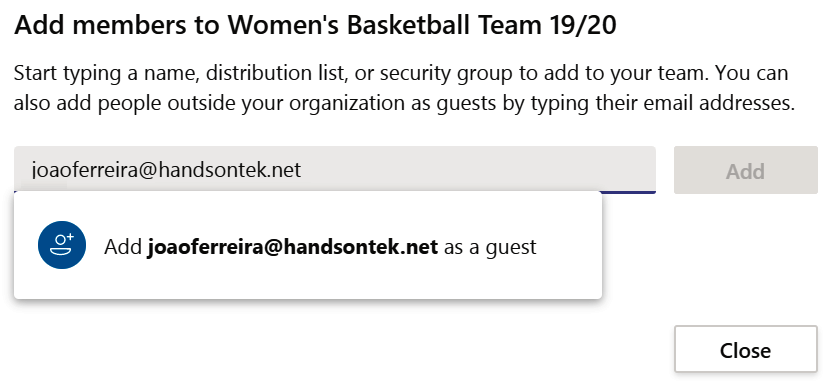 Add members to Women's Basketball Team 19/20
Start typing a name, distribution list, or security group to add to your team. You can
also add people outside your organization as guests by typing their email addresses.
joaoferreira@handsontek.net
Add
Add joaoferreira@handsontek.net as a guest
Close